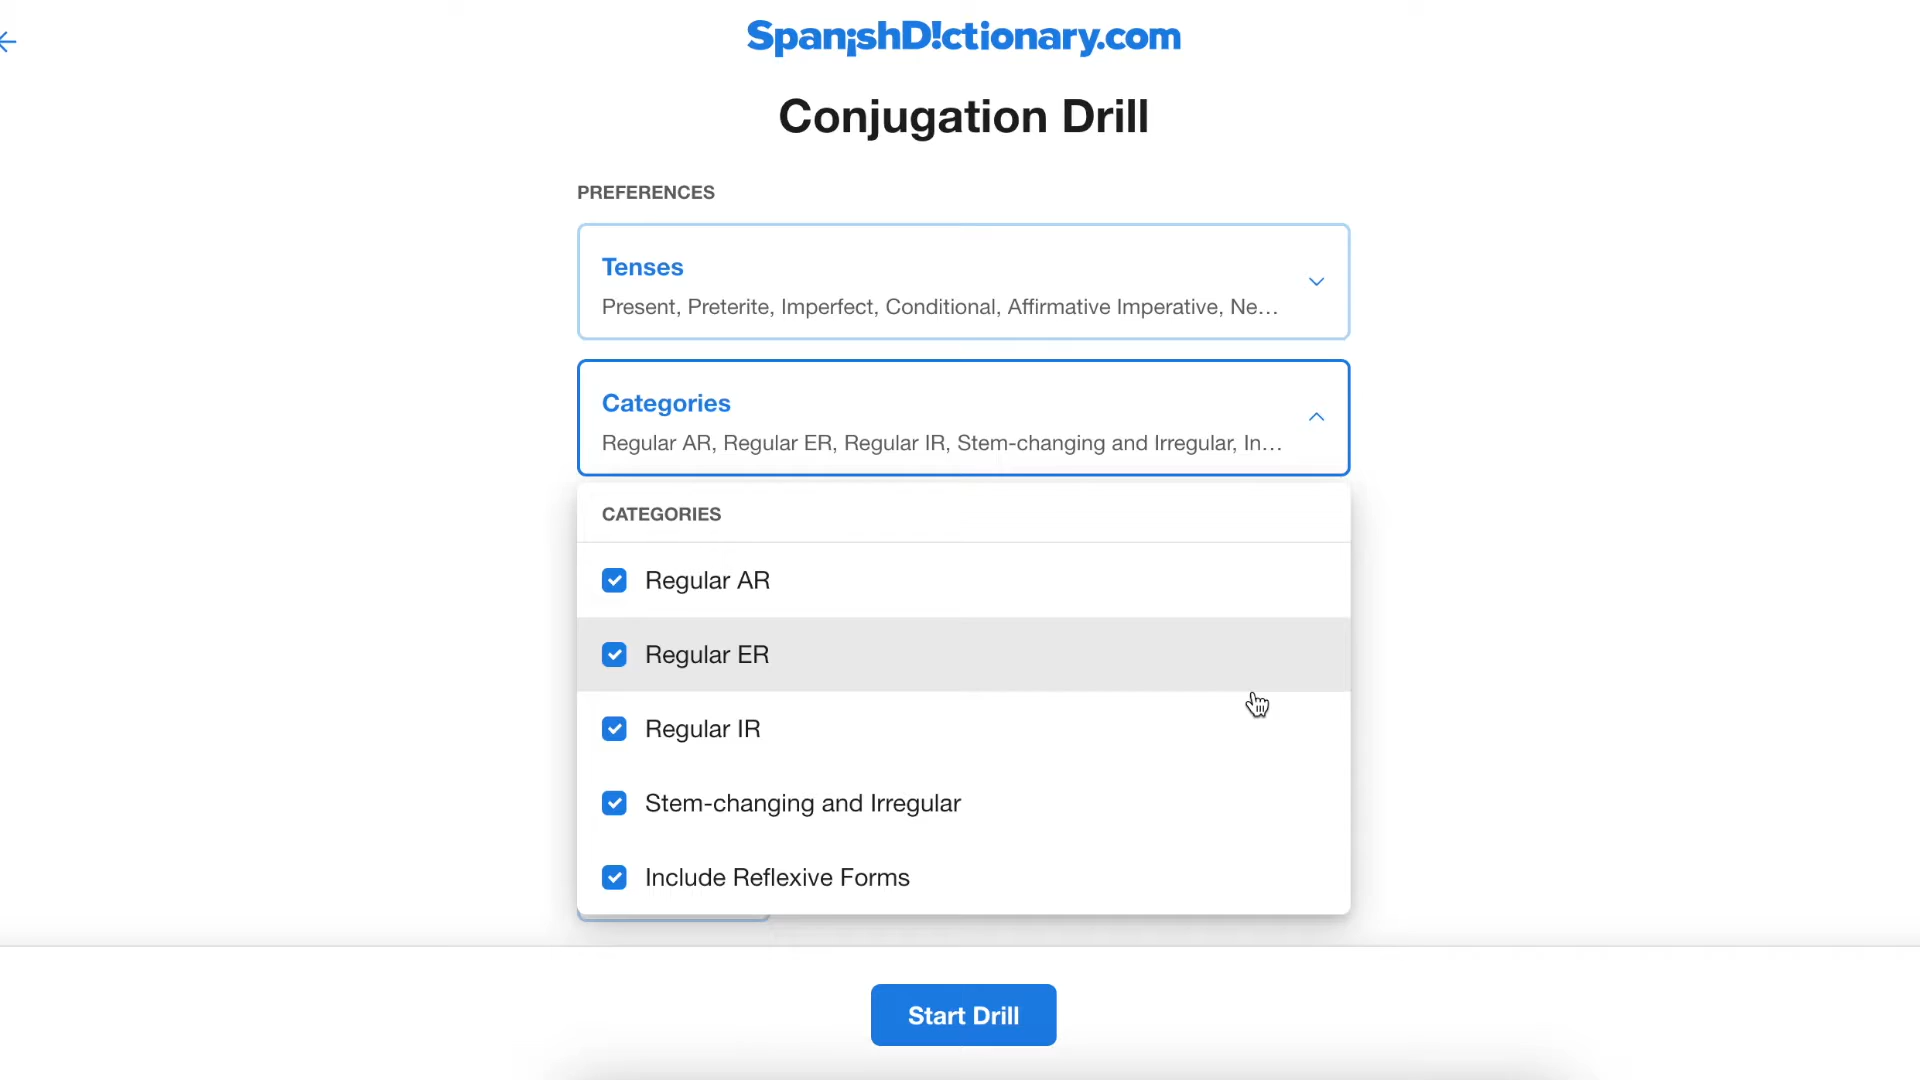 SpanishD!ctionary.com
Conjugation Drill
PREFERENCES
Tenses
Present, Preterite, Imperfect, Conditional, Affirmative Imperative, Ne...
Categories
Regular AR, Regular ER, Regular IR, Stem-changing and Irregular, In...
CATEGORIES
Regular AR
Regular ER
Regular IR
Stem-changing and Irregular
Include Reflexive Forms
Start Drill